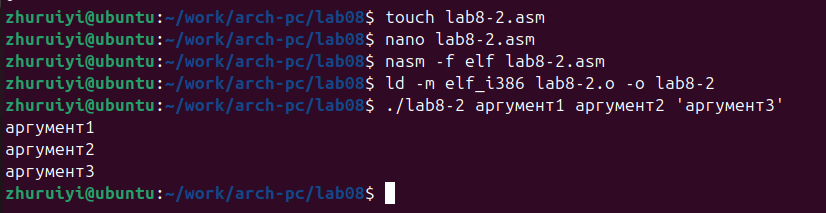 zhuruiyi@ubuntu:~/work/arch-pc/lab08$ touch lab8-2.asm
zhuruiyi@ubuntu:~/work/arch-pc/lab08$ nano lab8-2.asm
zhuruiyi@ubuntu:~/work/arch-pc/lab08$ nasm -f elf lab8-2.asm
zhuruiyi@ubuntu:~/work/arch-pc/lab08$ ld -m elf_i386 lab8-2.o -o lab8-2
zhuruiyi@ubuntu:~/work/arch-pc/lab08$ ./lab8-2 аргумент1 аргумент2 'аргумент3'
аргумент1
аргумент2
аргумент3
zhuruiyi@ubuntu:~/work/arch-pc/lab08$